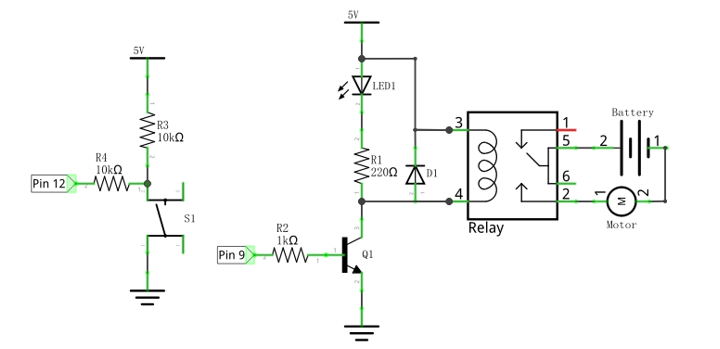 5V
R3
10kΩ
R4
10kΩ
Pin 12
S1
5V
LED1
R1
220Ω
D1
R2
1kΩ
Pin 9
Q1
3
4
1
5
6
2
Relay
Battery
2
1
1
M
2
Motor